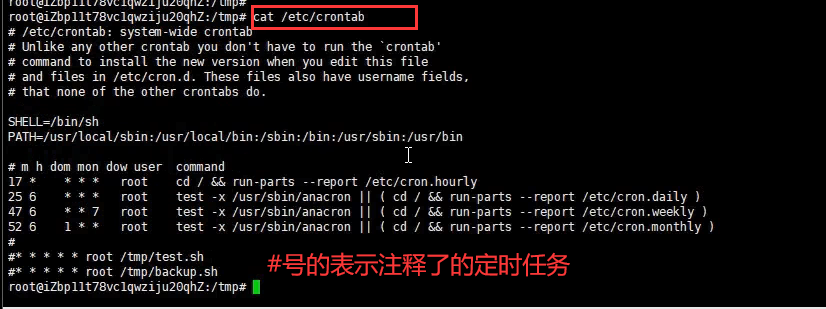 root@iZbp11t78vc1qwziju20qhZ:/tmp#
root@iZbp11t78vc1qwziju20qhZ:/tmp# cat /etc/crontab
# /etc/crontab: system-wide crontab
# Unlike any other crontab you don't have to run the `crontab'
# command to install the new version when you edit this file
# and files in /etc/cron.d. These files also have username fields,
# that none of the other crontabs do.
SHELL=/bin/sh
PATH=/usr/local/sbin:/usr/local/bin:/sbin:/bin:/usr/sbin:/usr/bin
# m h dom mon dow user command
17 * * * * root cd / && run-parts --report /etc/cron.hourly
25 6 * * * root test -x /usr/sbin/anacron || ( cd / && run-parts --report /etc/cron.daily )
47 6 * * 7 root test -x /usr/sbin/anacron || ( cd / && run-parts --report /etc/cron.weekly )
52 6 1 * * root test -x /usr/sbin/anacron || ( cd / && run-parts --report /etc/cron.monthly )
#
#* * * * * root /tmp/test.sh
#* * * * * root /tmp/backup.sh
#号的表示注释了的定时任务
root@iZbp11t78vc1qwziju20qhZ:/tmp#